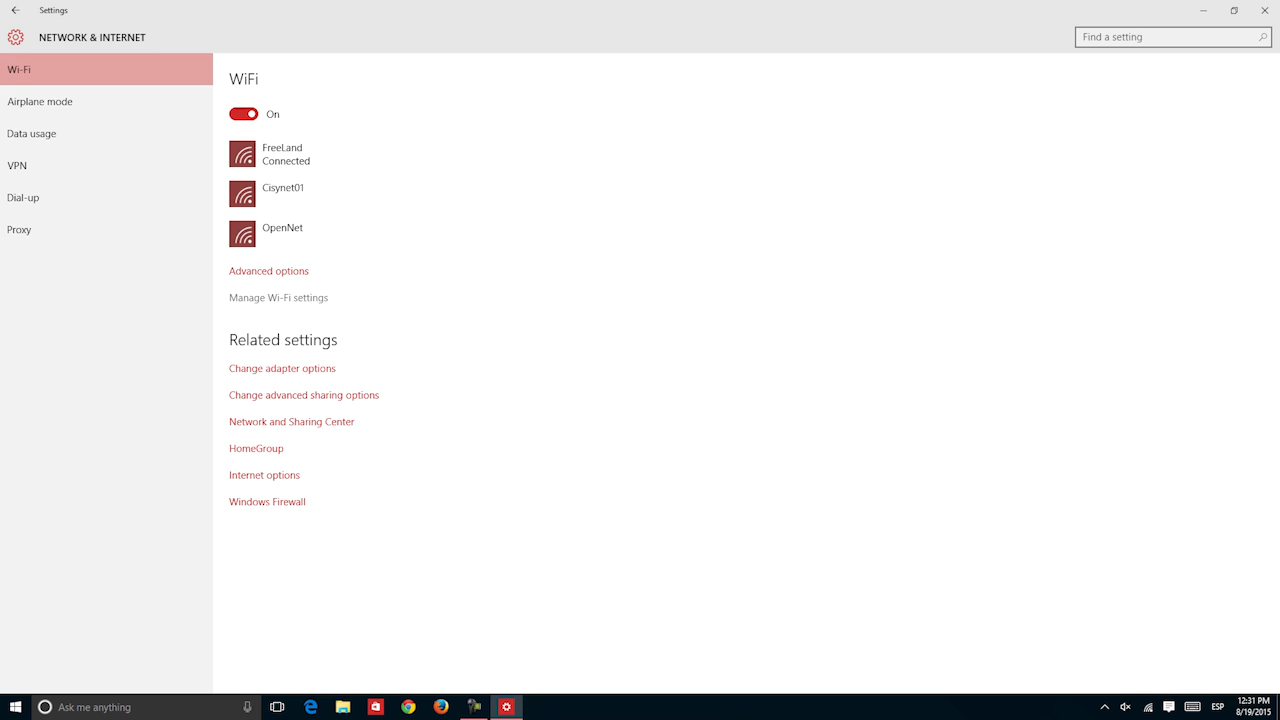 Settings
NETWORK & INTERNET
Find a setting
Wi-Fi
Airplane mode
Data usage
VPN
Dial-up
Proxy
WiFi
On
FreeLand
Connected
Cisynet01
OpenNet
Advanced options
Manage Wi-Fi settings
Related settings
Change adapter options
Change advanced sharing options
Network and Sharing Center
HomeGroup
Internet options
Windows Firewall
Ask me anything
ESP
12:31 PM
8/19/2015